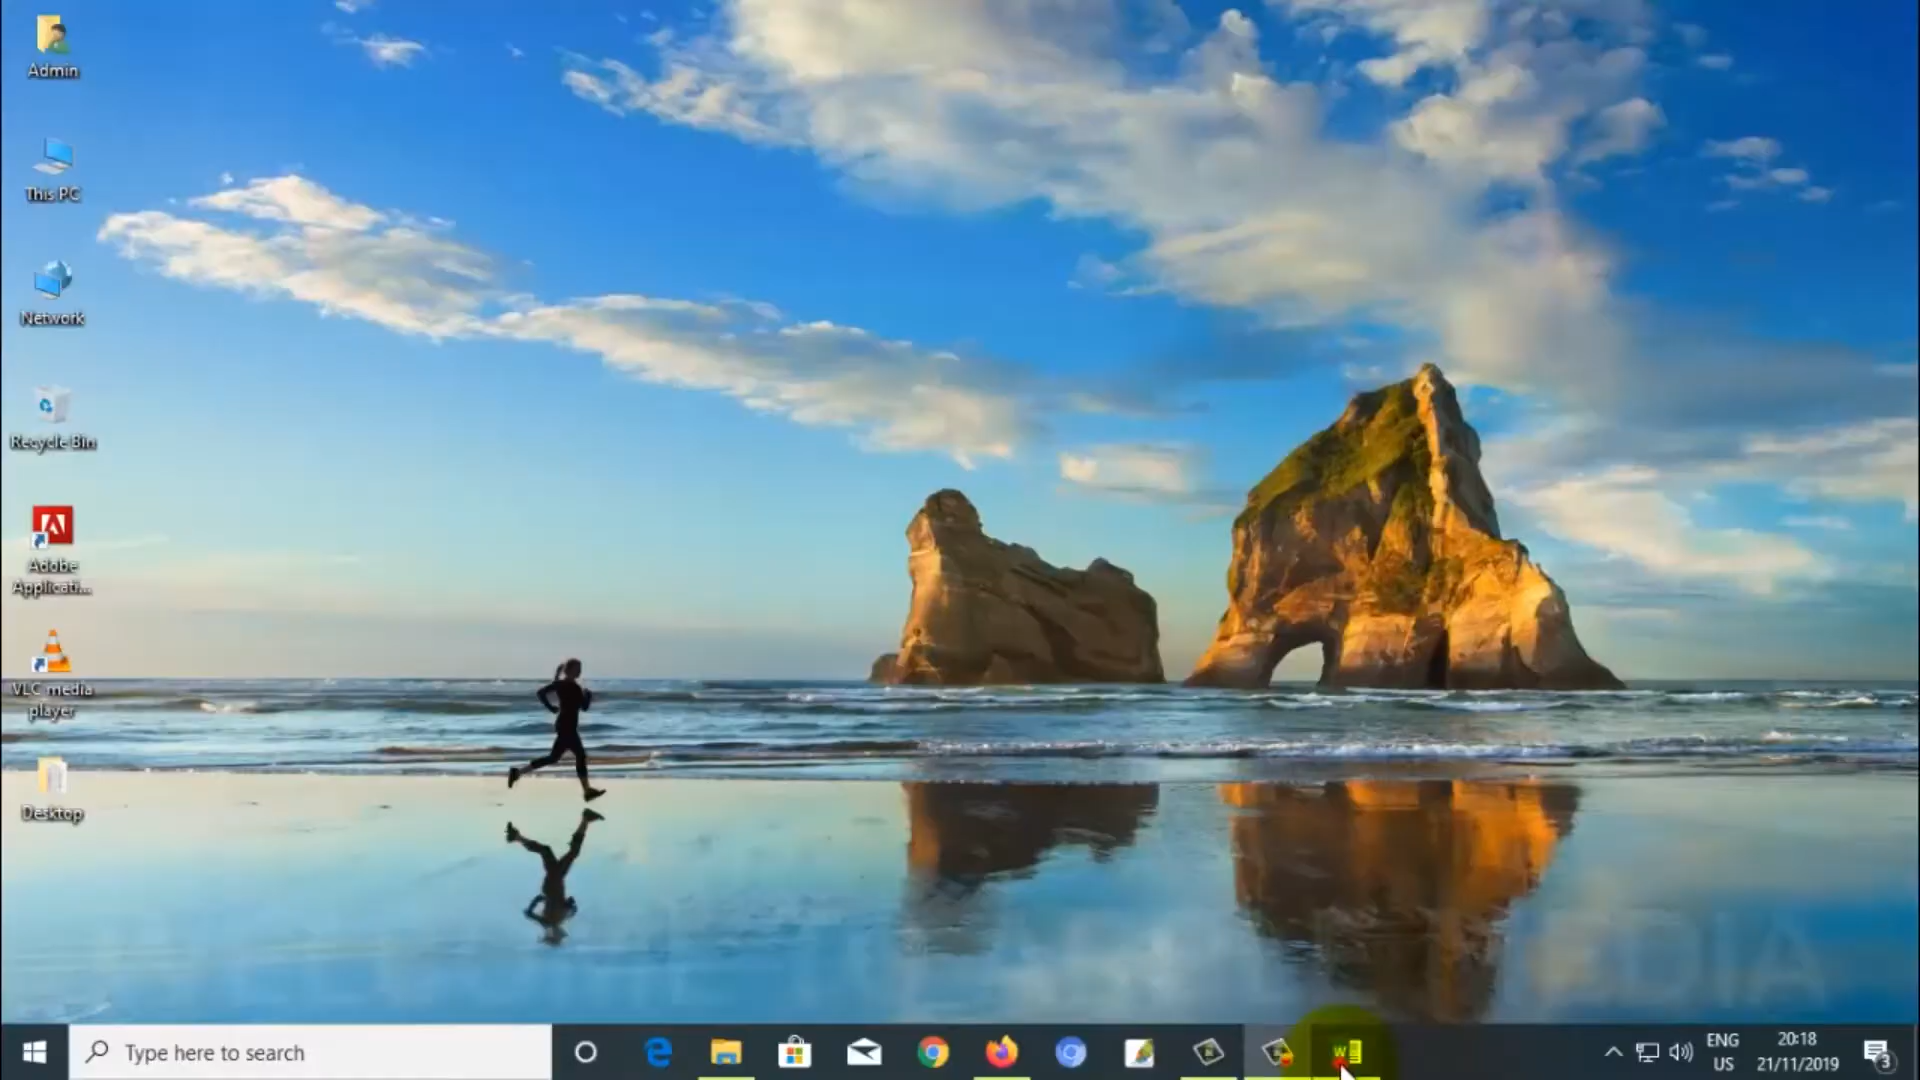 Admin
This PC
Network
Recycle Bin
Adobe
Applicati...
VLC media
player
Desktop
Type here to search
ENG
US
20:18
21/11/2019
3